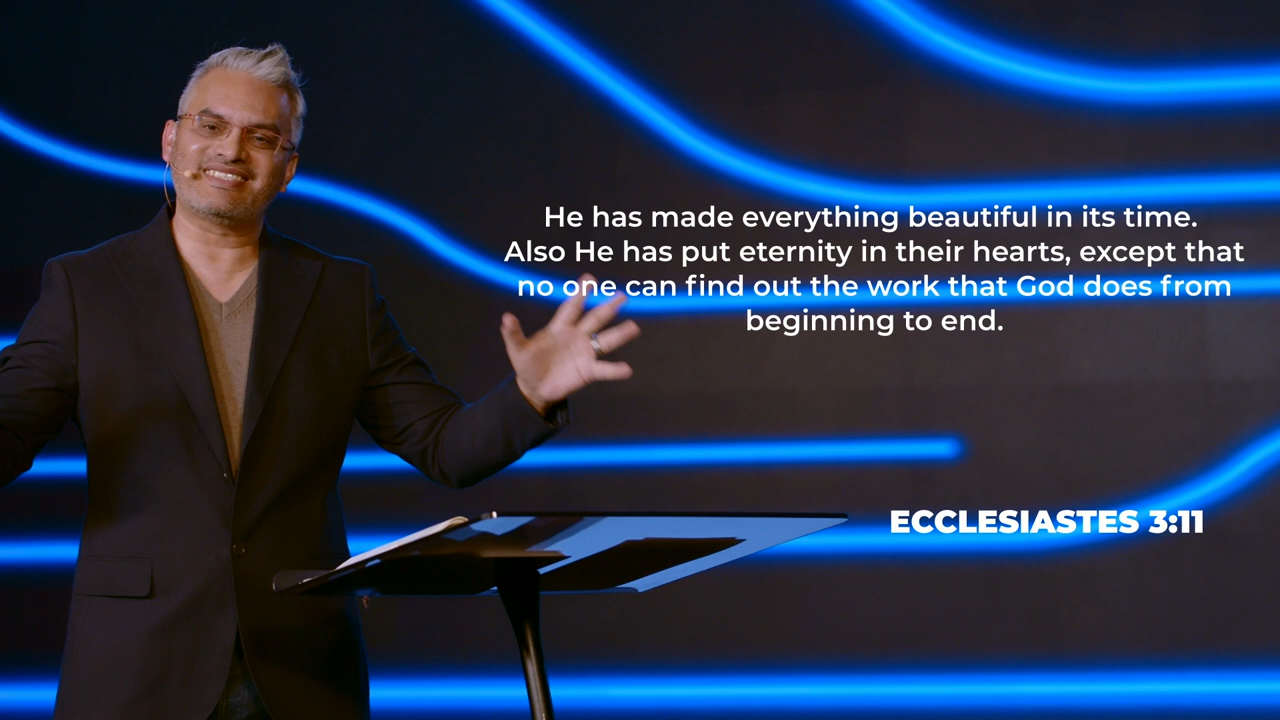 He has made everything beautiful in its time.
Also He has put eternity in their hearts, except that
no one can find out the work that God does from
beginning to end.
ECCLESIASTES 3:11